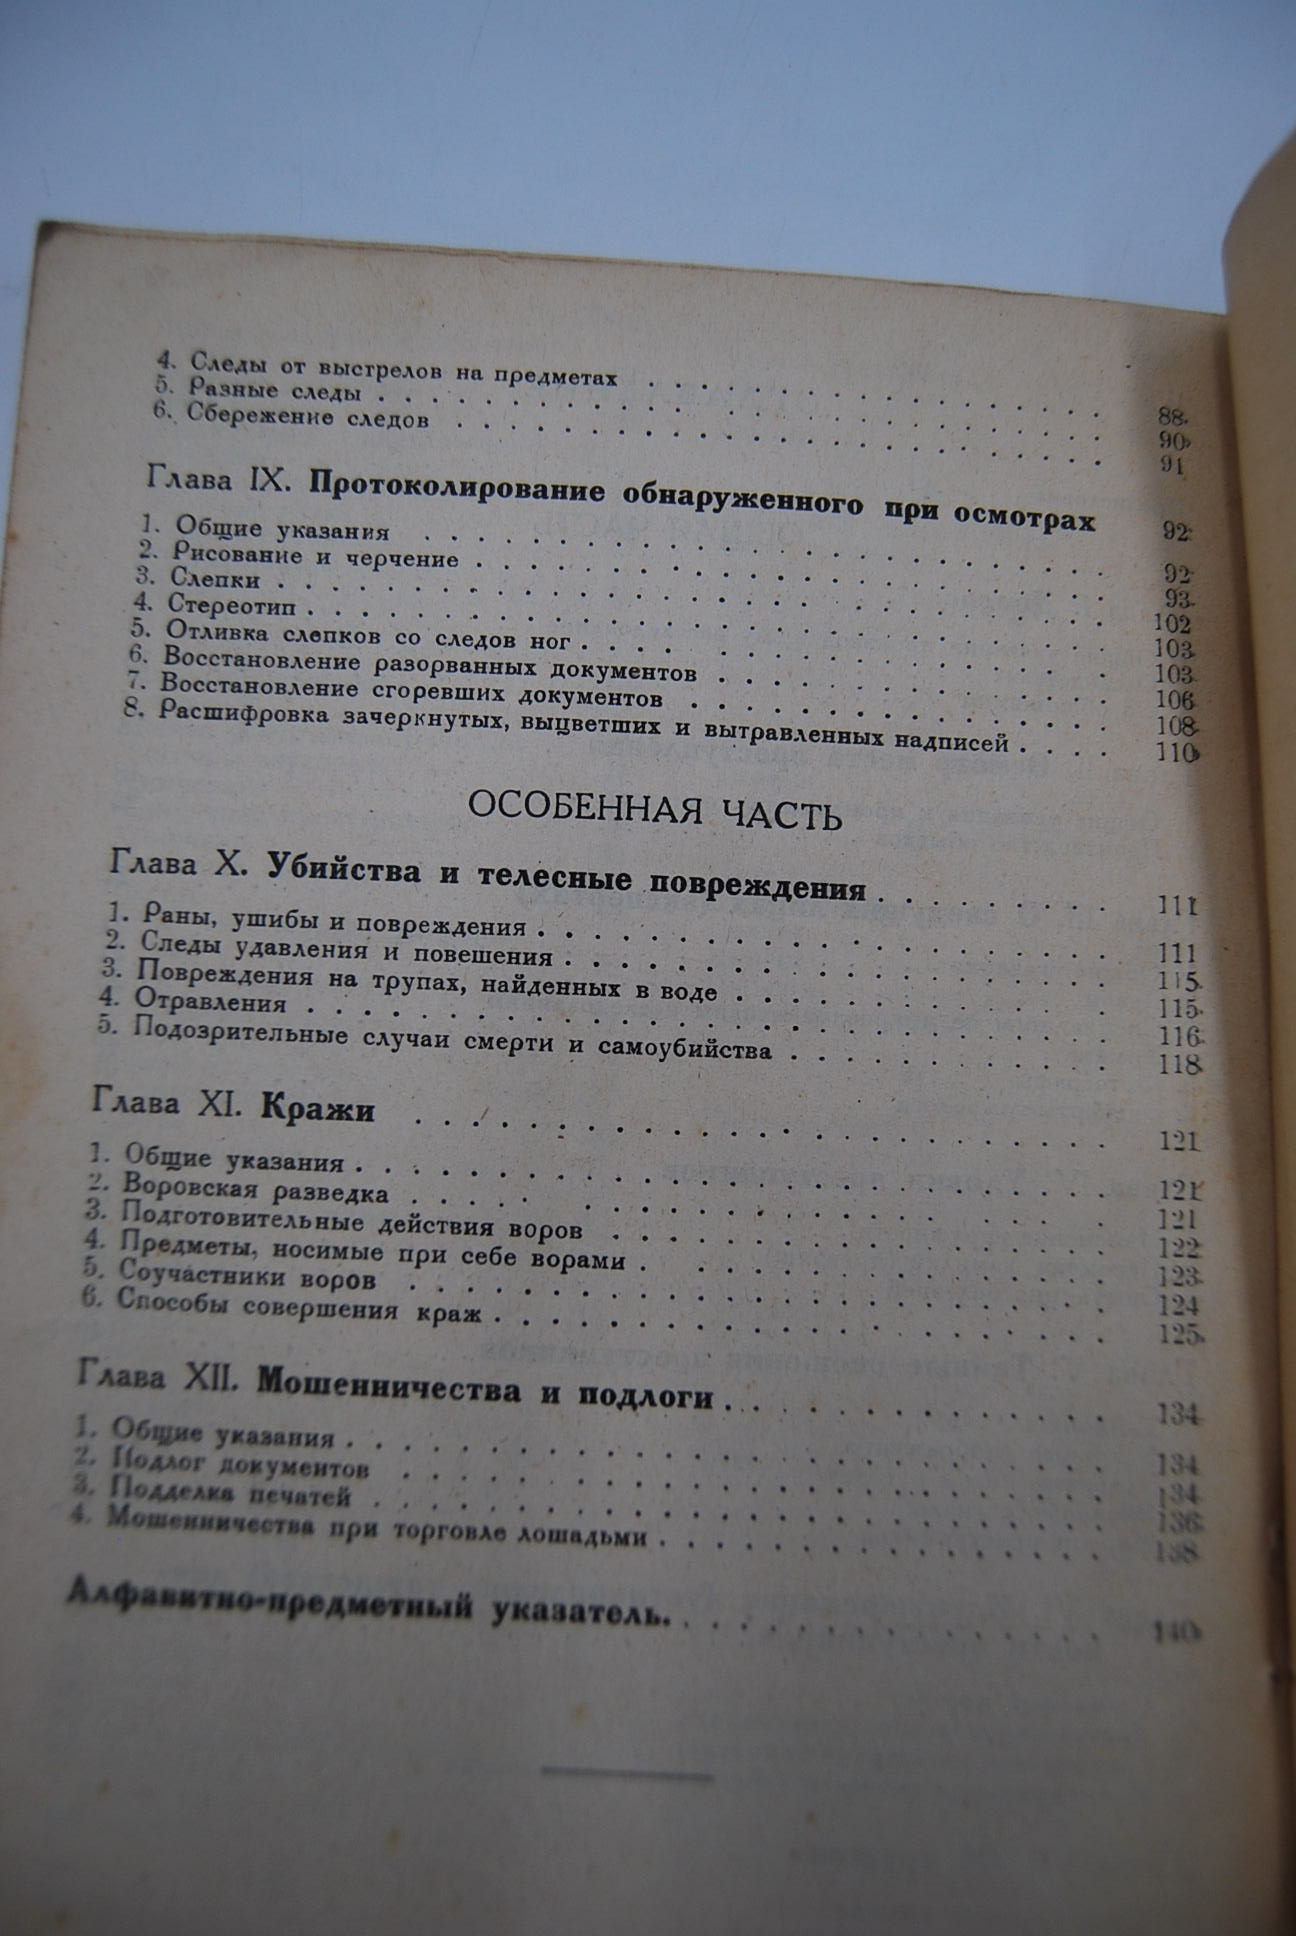 4. Следы от выстрелов на предметах . . . . . . . . . . . . . . . . 88
5. Разные следы . . . . . . . . . . . . . . . . . . . . . . . . . . 90
6. Сбережение следов . . . . . . . . . . . . . . . . . . . . . . . 91
Глава IX. Протоколирование обнаруженного при осмотрах 92
1. Общие указания . . . . . . . . . . . . . . . . . . . . . . . . 92
2. Рисование и черчение . . . . . . . . . . . . . . . . . . . . . . 93
3. Слепки . . . . . . . . . . . . . . . . . . . . . . . . . . . . . 102
4. Стереотип . . . . . . . . . . . . . . . . . . . . . . . . . . . . 103
5. Отливка слепков со следов ног . . . . . . . . . . . . . . . . . 103
6. Восстановление разорванных документов . . . . . . . . . . . . . 106
7. Восстановление сгоревших документов . . . . . . . . . . . . . . 108
8. Расшифровка зачеркнутых, выцветших и вытравленных надписей . . . . 110
ОСОБЕННАЯ ЧАСТЬ
Глава X. Убийства и телесные повреждения . . . . . . . . . 111
1. Раны, ушибы и повреждения . . . . . . . . . . . . . . . . . . . 111
2. Следы удавления и повешения . . . . . . . . . . . . . . . . . . 115
3. Повреждения на трупах, найденных в воде . . . . . . . . . . . . 115
4. Отравления . . . . . . . . . . . . . . . . . . . . . . . . . . . 116
5. Подозрительные случаи смерти и самоубийства . . . . . . . . . . 118
Глава XI. Кражи . . . . . . . . . . . . . . . . . . . . . . . . 121
1. Общие указания . . . . . . . . . . . . . . . . . . . . . . . . . 121
2. Воровская разведка . . . . . . . . . . . . . . . . . . . . . . . 121
3. Подготовительные действия воров . . . . . . . . . . . . . . . . 122
4. Предметы, носимые при себе ворами . . . . . . . . . . . . . . . 123
5. Соучастники воров . . . . . . . . . . . . . . . . . . . . . . . 124
6. Способы совершения краж . . . . . . . . . . . . . . . . . . . . 125
Глава XII. Мошенничества и подлоги . . . . . . . . . . . . . . 134
1. Общие указания . . . . . . . . . . . . . . . . . . . . . . . . . 134
2. Подлог документов . . . . . . . . . . . . . . . . . . . . . . . 134
3. Подделка печатей . . . . . . . . . . . . . . . . . . . . . . . . 136
4. Мошенничества при торговле лошадьми . . . . . . . . . . . . . . 138
Алфавитно-предметный указатель. . . . . . . . . . . . . . . . 140